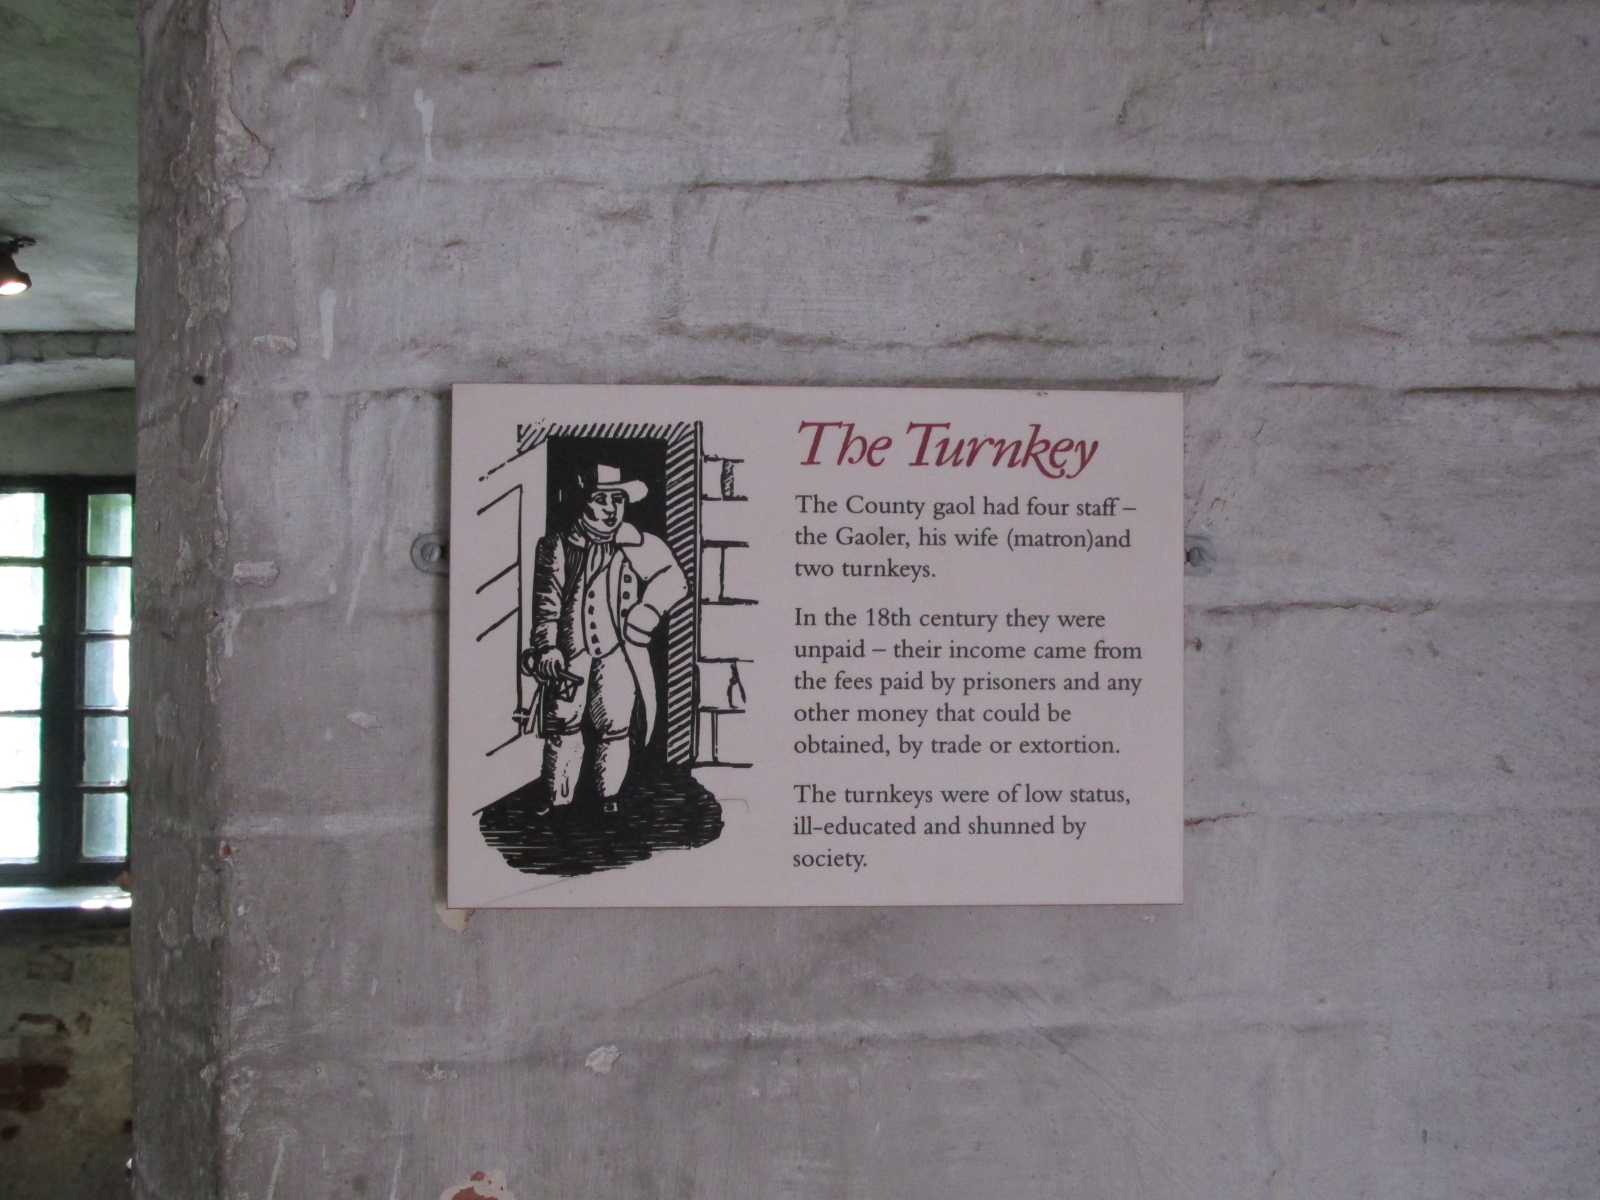 The Turnkey
The County gaol had four staff –
the Gaoler, his wife (matron)and
two turnkeys.
In the 18th century they were
unpaid – their income came from
the fees paid by prisoners and any
other money that could be
obtained, by trade or extortion.
The turnkeys were of low status,
ill-educated and shunned by
society.